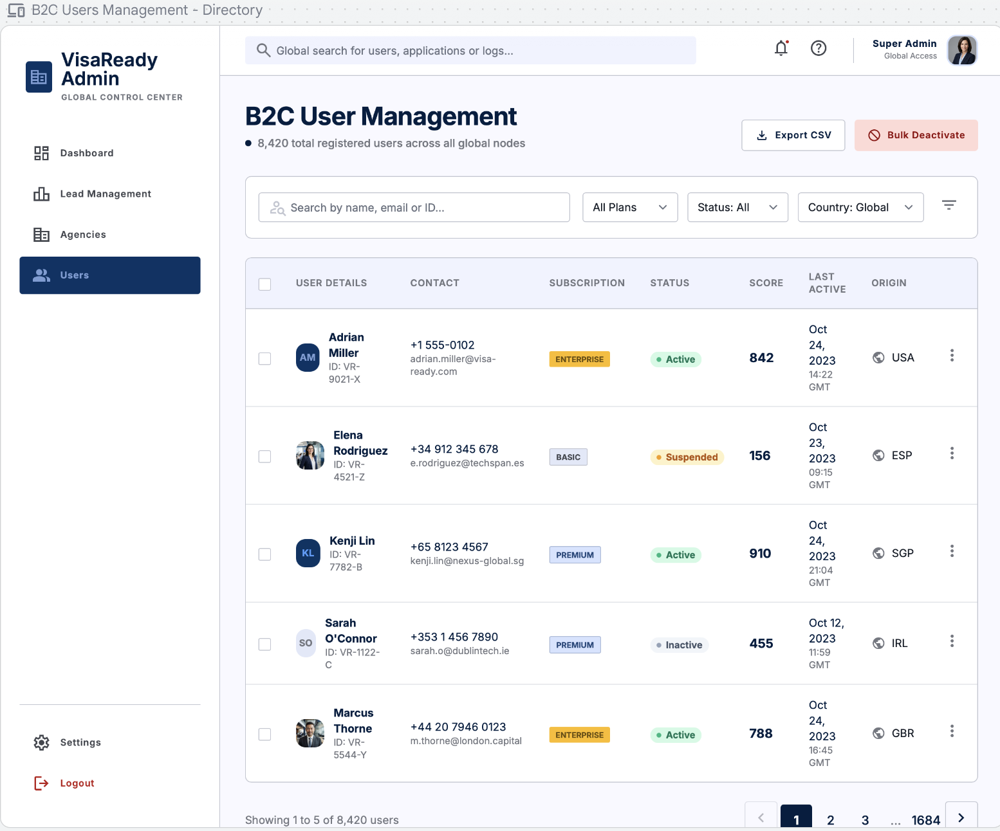 B2C Users Management - Directory
VisaReady
Admin
GLOBAL CONTROL CENTER
Dashboard
Lead Management
Agencies
Users
Settings
Logout
Global search for users, applications or logs...
Super Admin
Global Access
B2C User Management
8,420 total registered users across all global nodes
Export CSV
Bulk Deactivate
Search by name, email or ID...
All Plans
Status: All
Country: Global
USER DETAILS
CONTACT
SUBSCRIPTION
STATUS
SCORE
LAST
ACTIVE
ORIGIN
AM
Adrian
Miller
ID: VR-
9021-X
+1 555-0102
adrian.miller@visa-
ready.com
ENTERPRISE
Active
842
Oct
24,
2023
14:22
GMT
USA
Elena
Rodriguez
ID: VR-
4521-Z
+34 912 345 678
e.rodriguez@techspan.es
BASIC
Suspended
156
Oct
23,
2023
09:15
GMT
ESP
KL
Kenji Lin
ID: VR-
7782-B
+65 8123 4567
kenji.lin@nexus-global.sg
PREMIUM
Active
910
Oct
24,
2023
21:04
GMT
SGP
SO
Sarah
O'Connor
ID: VR-1122-
C
+353 1 456 7890
sarah.o@dublintech.ie
PREMIUM
Inactive
455
Oct 12,
2023
11:59
GMT
IRL
Marcus
Thorne
ID: VR-
5544-Y
+44 20 7946 0123
m.thorne@london.capital
ENTERPRISE
Active
788
Oct
24,
2023
16:45
GMT
GBR
Showing 1 to 5 of 8,420 users
1 2 3 ... 1684